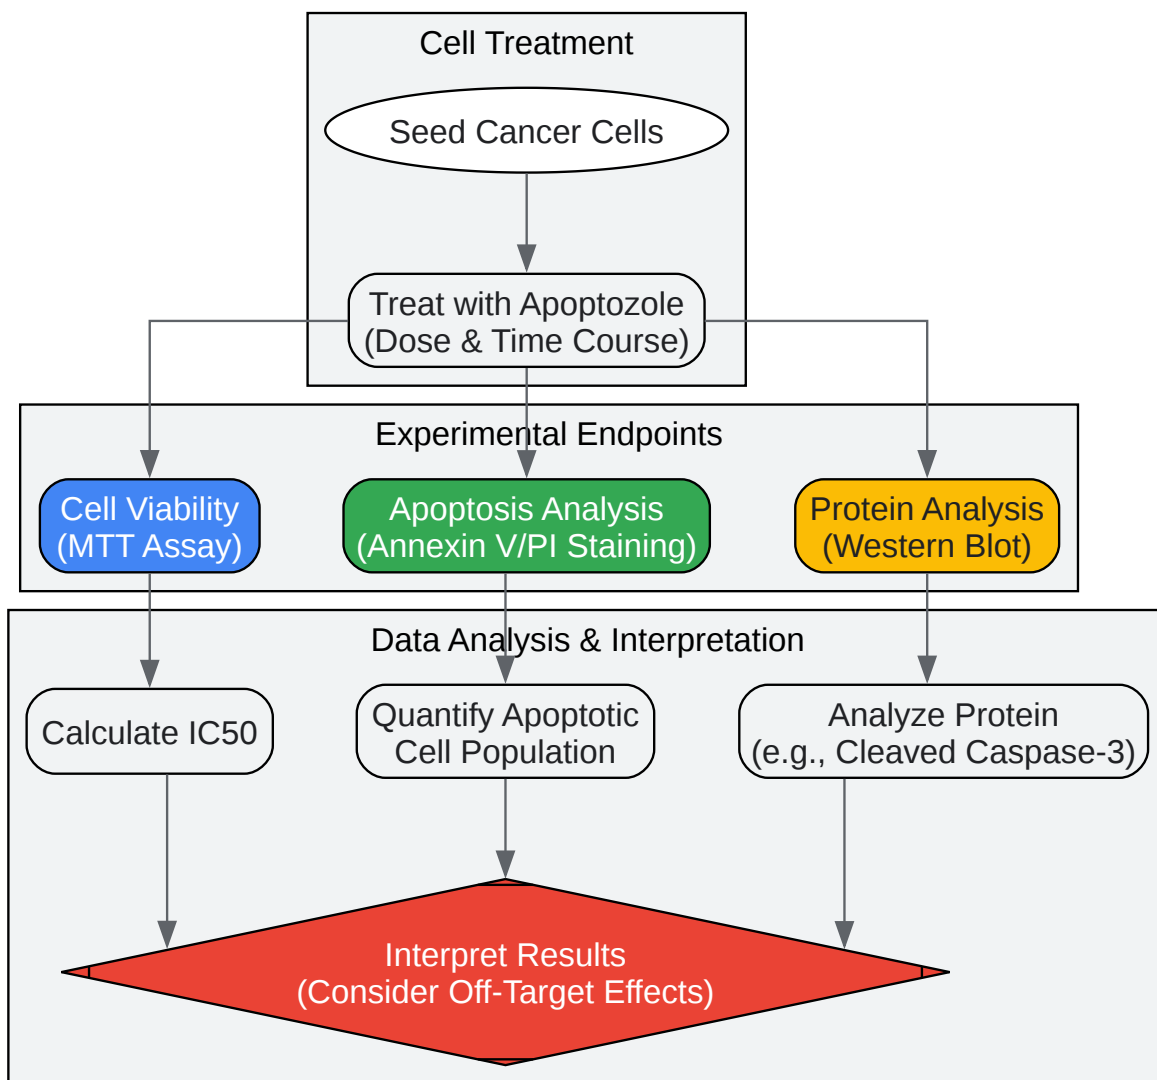 Cell Treatment
Seed Cancer Cells
Treat with Apoptozole
(Dose & Time Course)
Experimental Endpoints
Cell Viability
(MTT Assay)
Apoptosis Analysis
(Annexin V/PI Staining)
Protein Analysis
(Western Blot)
Data Analysis & Interpretation
Calculate IC50
Quantify Apoptotic
Cell Population
Analyze Protein
(e.g., Cleaved Caspase-3)
Interpret Results
(Consider Off-Target Effects)